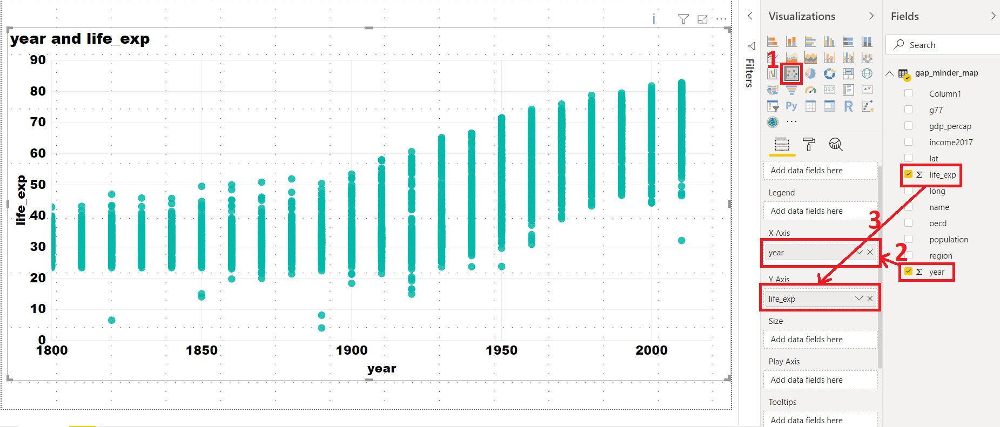 year and life_exp
90
80
70
60
50
40
30
20
10
0
life_exp
1800 1850 1900 1950 2000
year
Filters
Visualizations
1
123
Py
R
Add data fields here
Legend
Add data fields here
X Axis
year
Y Axis
life_exp
Size
Add data fields here
Play Axis
Add data fields here
Tooltips
Add data fields here
3
2
Fields
Search
gap_minder_map
Column1
g77
gdp_percap
income2017
lat
Σ life_exp
long
name
oecd
population
region
Σ year